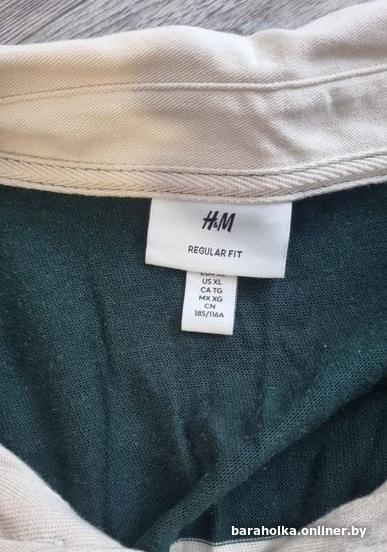 H&M
REGULAR FIT
US XL
CA TG
MX XG
CN
185/116A
baraholka.onliner.by